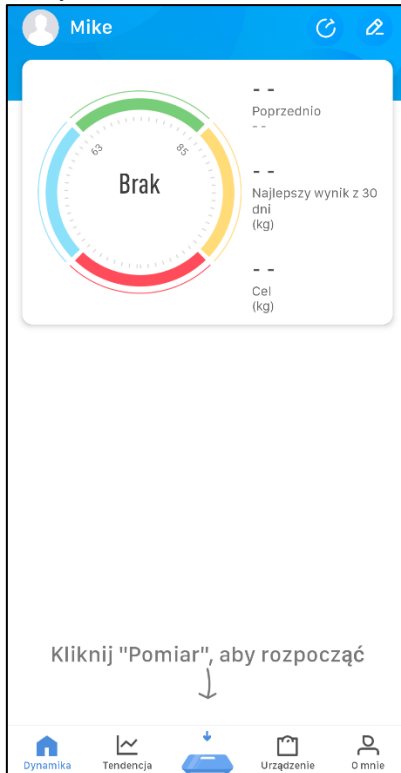 Mike
- -
Poprzednio
- -
63
85
Brak
- -
Najlepszy wynik z 30
dni
(kg)
- -
Cel
(kg)
Kliknij "Pomiar", aby rozpocząć
Dynamika
Tendencja
Urządzenie
O mnie